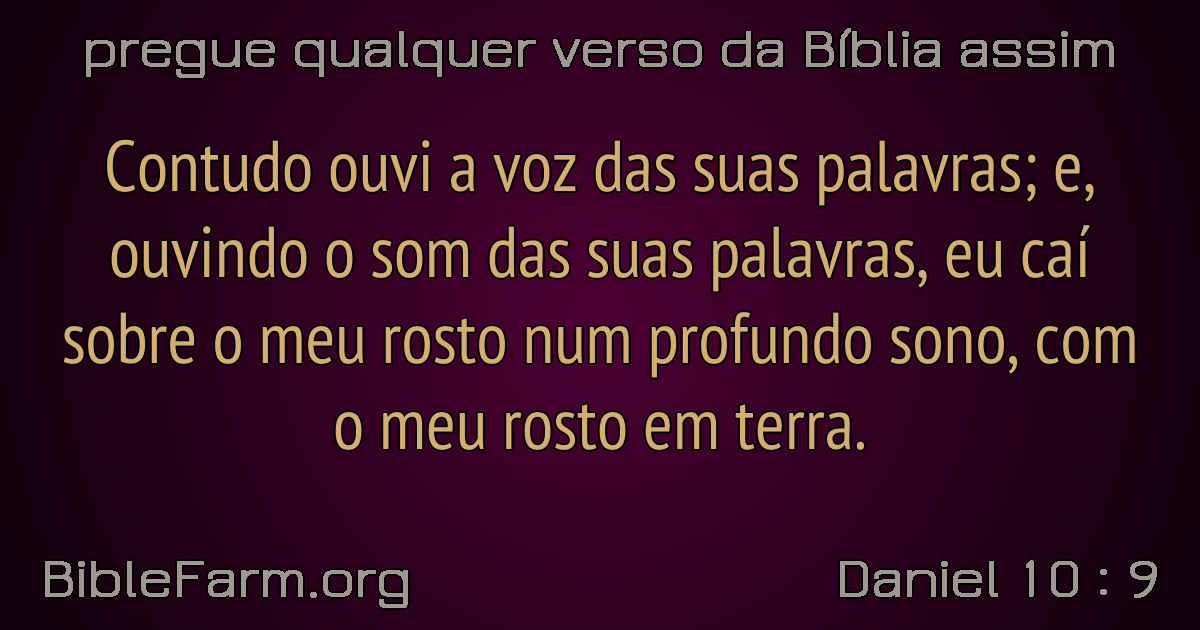 pregue qualquer verso da Bíblia assim
Contudo ouvi a voz das suas palavras; e,
ouvindo o som das suas palavras, eu caí
sobre o meu rosto num profundo sono, com
o meu rosto em terra.
BibleFarm.org
Daniel 10 : 9